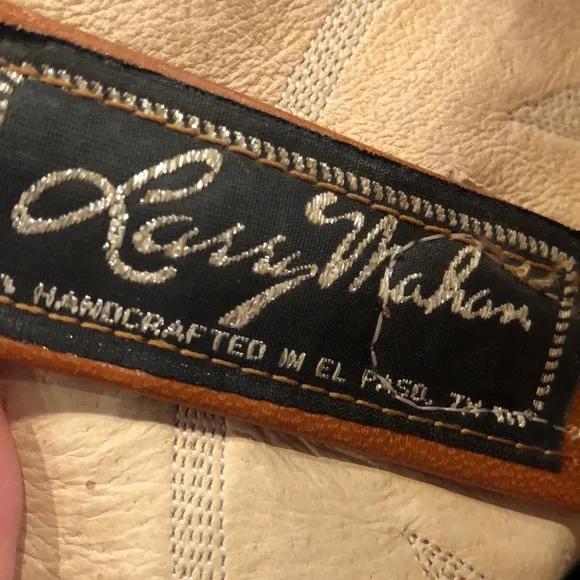 Larry Mahan
HANDCRAFTED IN EL PASO, TX